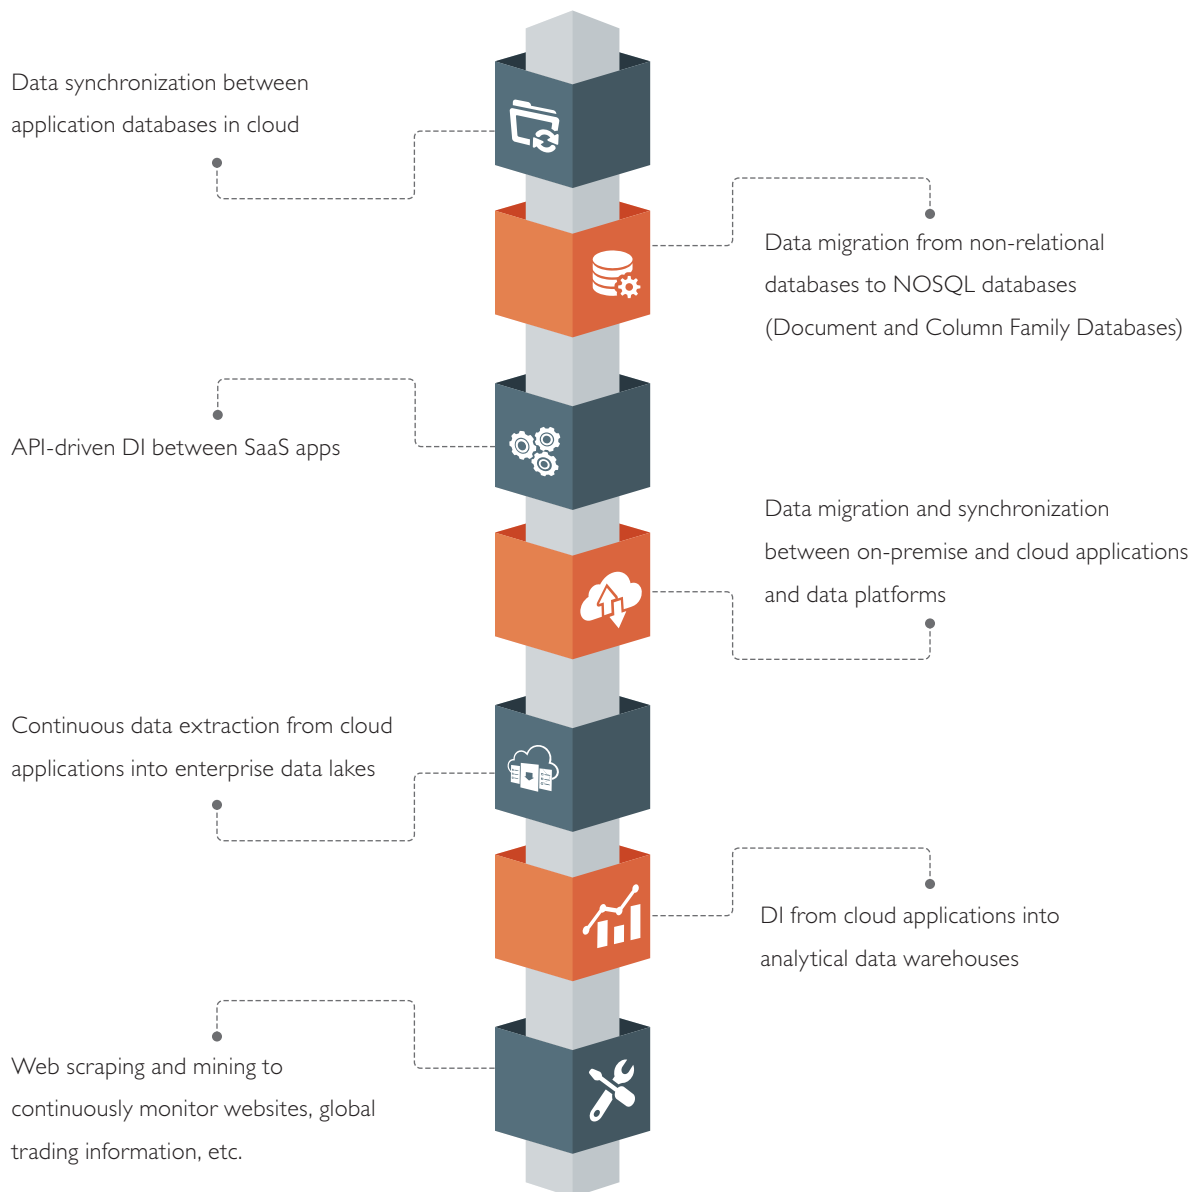 Data synchronization between
application databases in cloud
Data migration from non-relational
databases to NOSQL databases
(Document and Column Family Databases)
API-driven DI between SaaS apps
Data migration and synchronization
between on-premise and cloud applications
and data platforms
Continuous data extraction from cloud
applications into enterprise data lakes
DI from cloud applications into
analytical data warehouses
Web scraping and mining to
continuously monitor websites, global
trading information, etc.